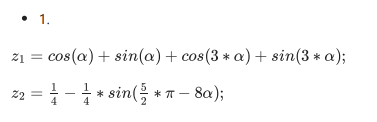 • 1.
z₁ = cos(α) + sin(α) + cos(3 * α) + sin(3 * α);
z₂ = 1/4 − 1/4 * sin(5/2 * π − 8α);